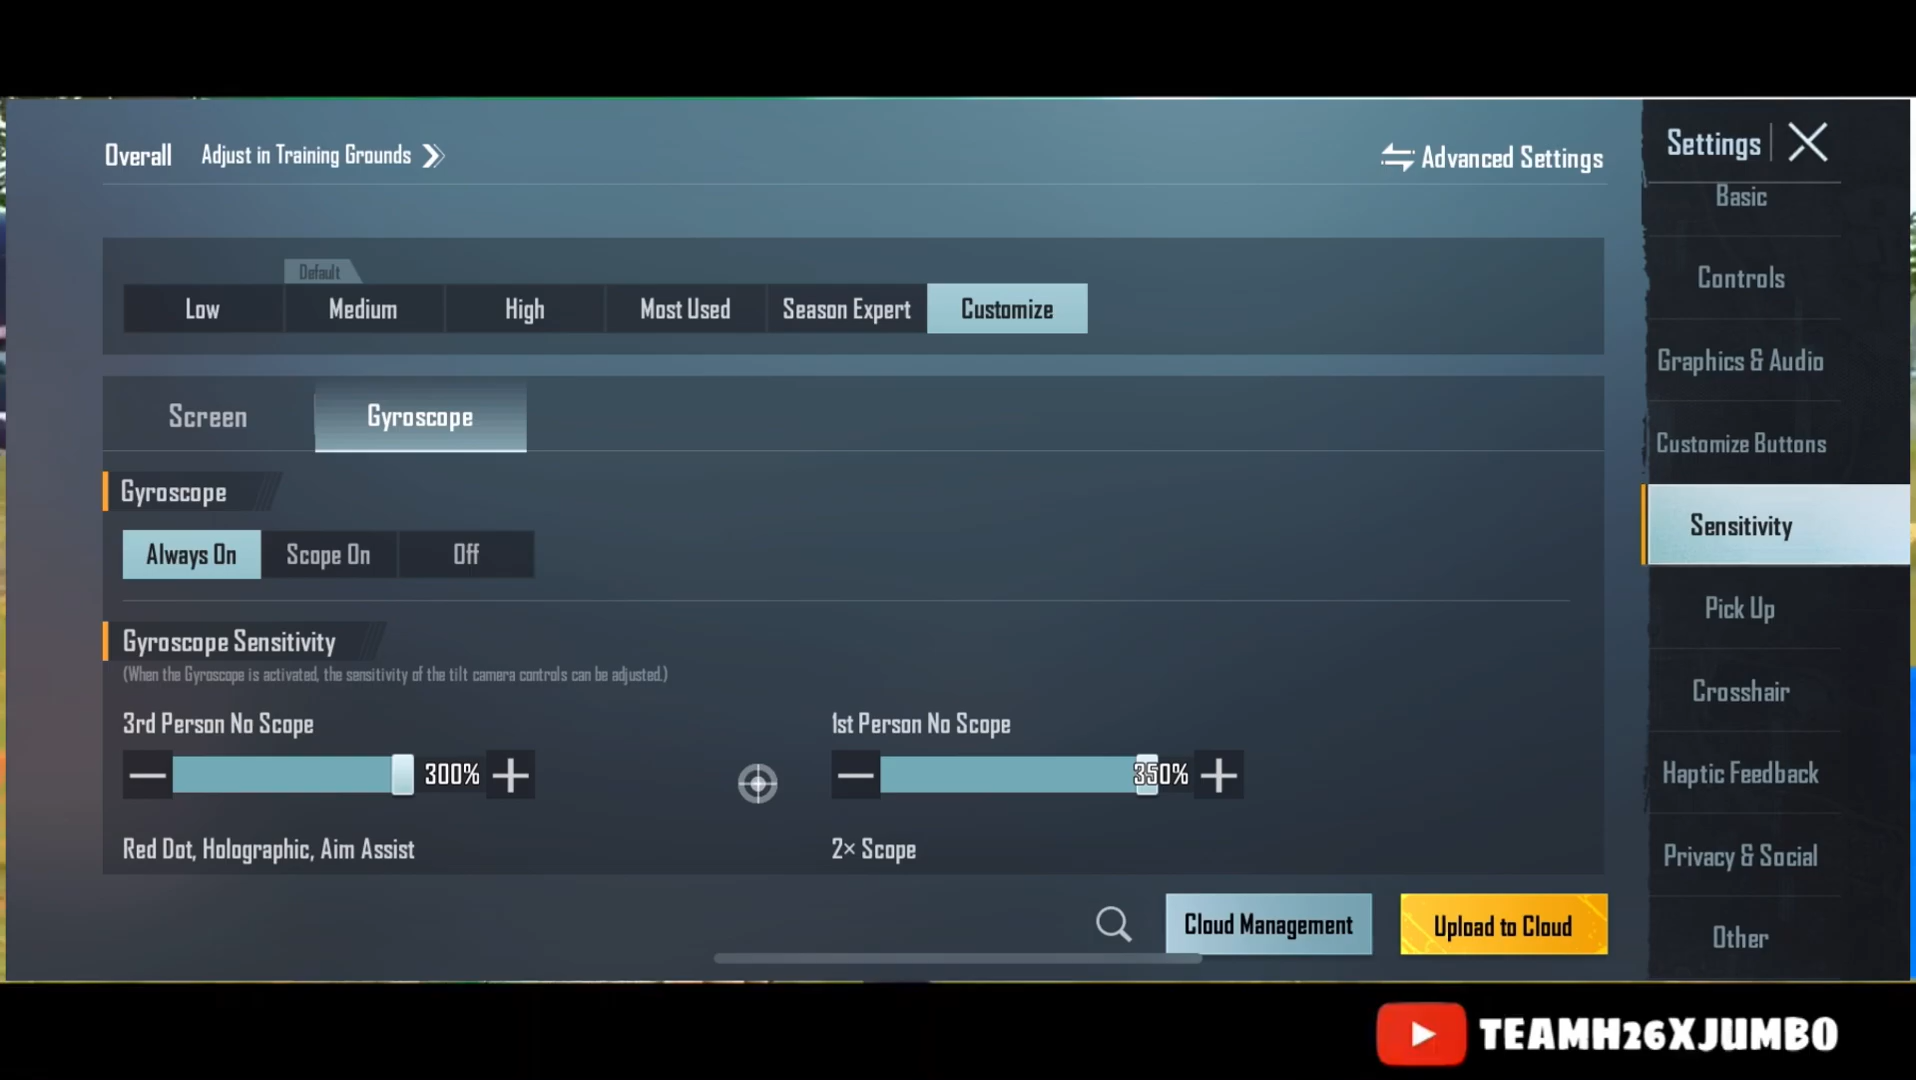 Overall Adjust in Training Grounds
Advanced Settings
Settings
Default
Low Medium High Most Used Season Expert Customize
Screen Gyroscope
Gyroscope
Always On Scope On Off
Gyroscope Sensitivity
(When the Gyroscope is activated, the sensitivity of the tilt camera controls can be adjusted.)
3rd Person No Scope 1st Person No Scope
300% 350%
Red Dot, Holographic, Aim Assist 2× Scope
Cloud Management Upload to Cloud
Basic
Controls
Graphics & Audio
Customize Buttons
Sensitivity
Pick Up
Crosshair
Haptic Feedback
Privacy & Social
Other
TEAMH26XJUMBO